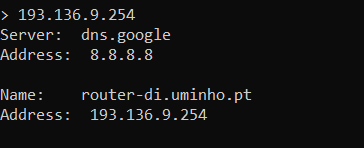 > 193.136.9.254
Server:  dns.google
Address:  8.8.8.8

Name:    router-di.uminho.pt
Address:  193.136.9.254